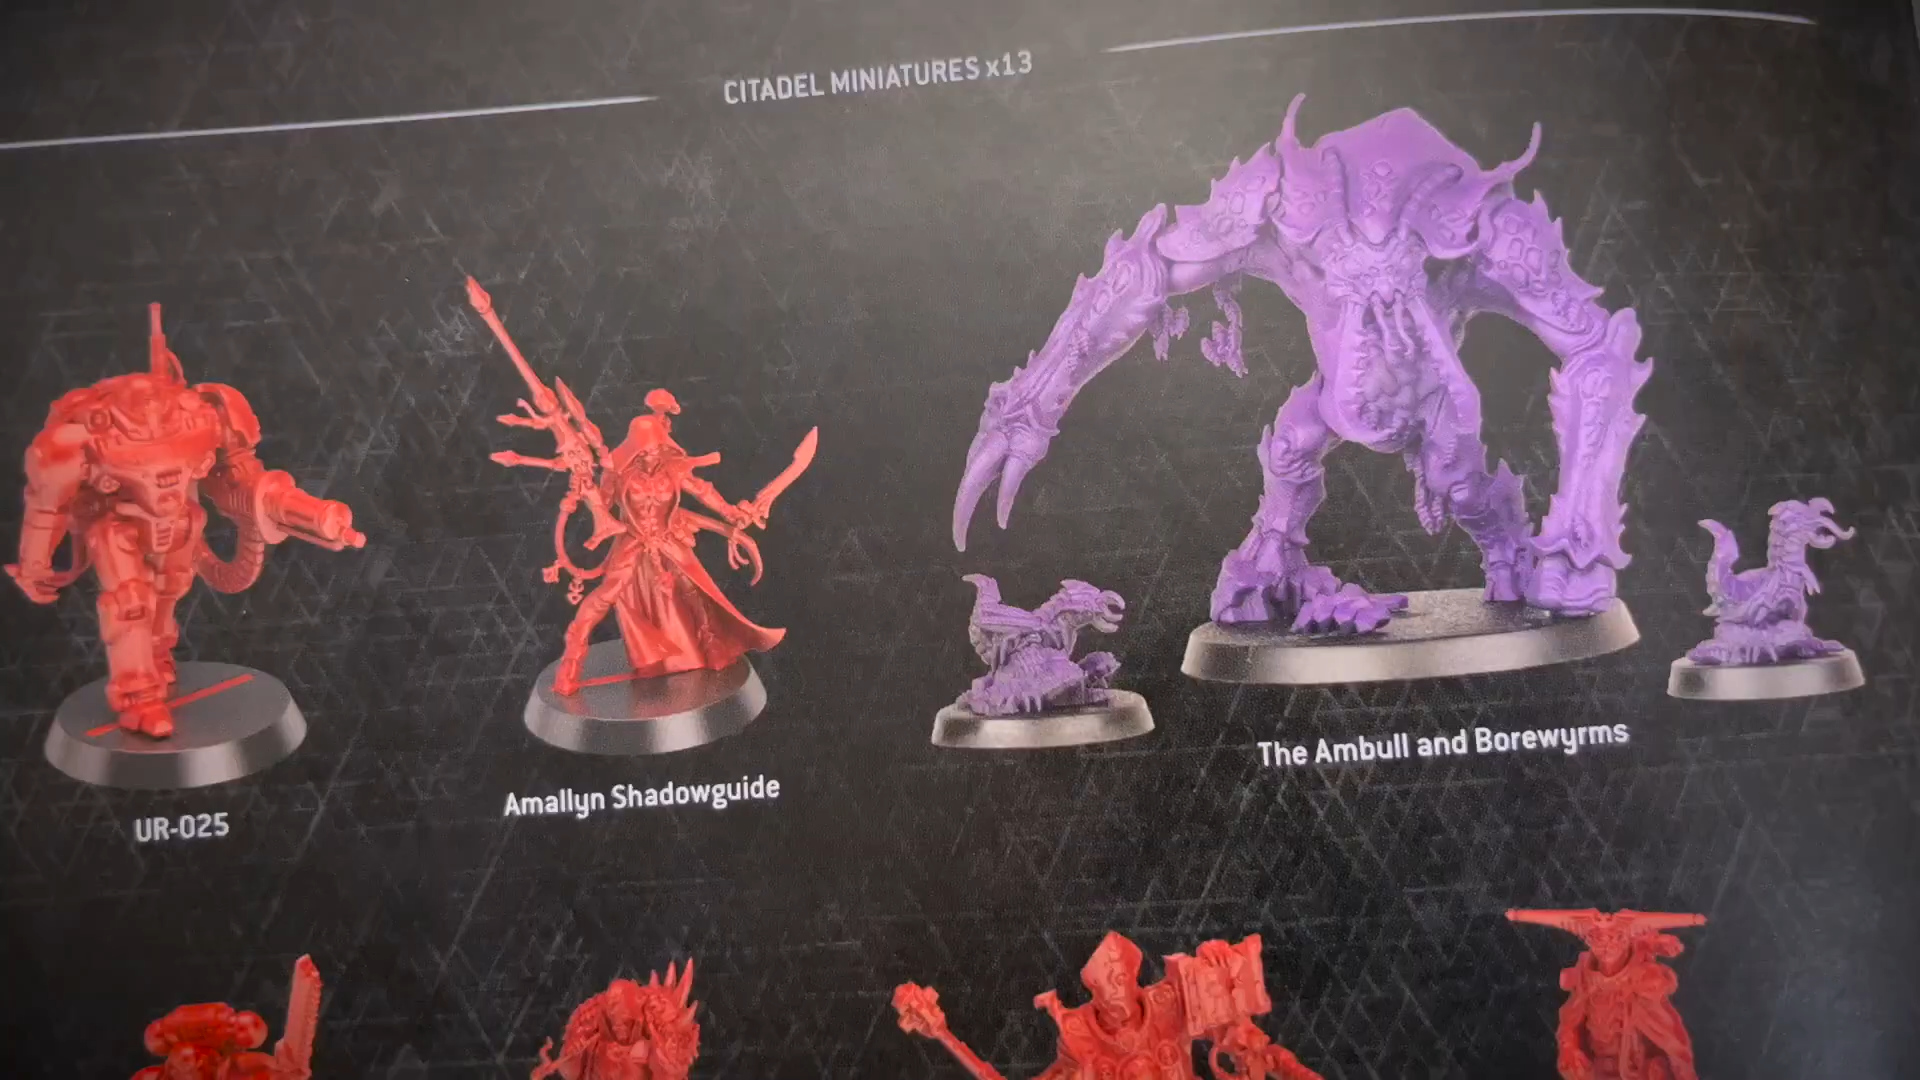 CITADEL MINIATURES x13
UR-025
Amallyn Shadowguide
The Ambull and Borewyrms